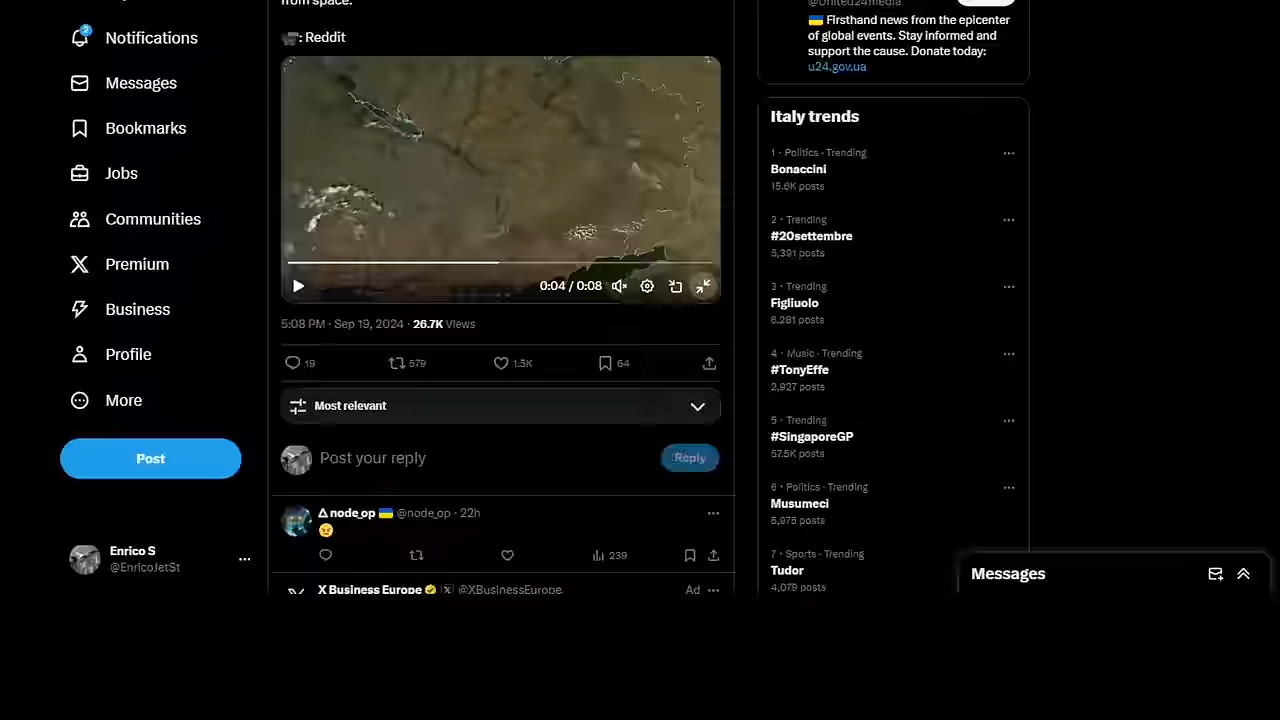 from space.
: Reddit
0:04 / 0:08
5:08 PM · Sep 19, 2024 · 26.7K Views
19
579
1.5K
64
Most relevant
Post your reply
Reply
∆ node_op 🇺🇦 @node_op · 22h
😠
239
X Business Europe @XBusinessEurope
Ad
Notifications
2
Messages
Bookmarks
Jobs
Communities
Premium
Business
Profile
More
Post
Enrico S
@EnricoJetSt
@United24media
🇺🇦 Firsthand news from the epicenter
of global events. Stay informed and
support the cause. Donate today:
u24.gov.ua
Italy trends
1 · Politics · Trending
Bonaccini
15.6K posts
2 · Trending
#20settembre
5,391 posts
3 · Trending
Figliuolo
6,281 posts
4 · Music · Trending
#TonyEffe
2,927 posts
5 · Trending
#SingaporeGP
57.5K posts
6 · Politics · Trending
Musumeci
5,975 posts
7 · Sports · Trending
Tudor
4,079 posts
Messages